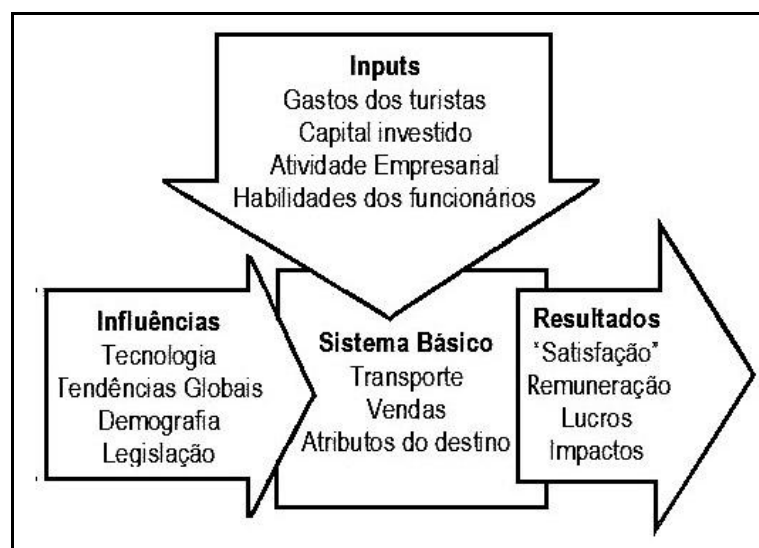 Inputs
Gastos dos turistas
Capital investido
Atividade Empresarial
Habilidades dos funcionários
Influências
Tecnologia
Tendências Globais
Demografia
Legislação
Sistema Básico
Transporte
Vendas
Atributos do destino
Resultados
"Satisfação"
Remuneração
Lucros
Impactos